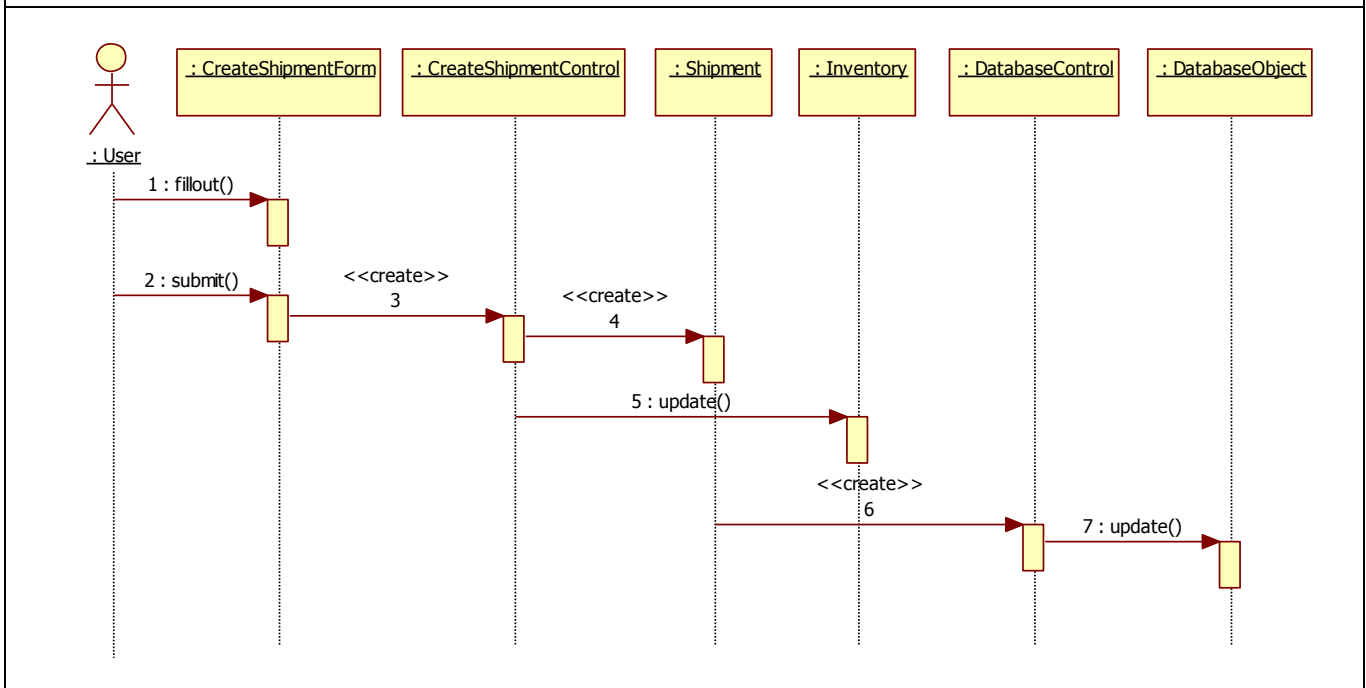 : CreateShipmentForm
: CreateShipmentControl
: Shipment
: Inventory
: DatabaseControl
: DatabaseObject
: User
1 : fillout()
2 : submit()
<<create>>
3
<<create>>
4
5 : update()
<<create>>
6
7 : update()